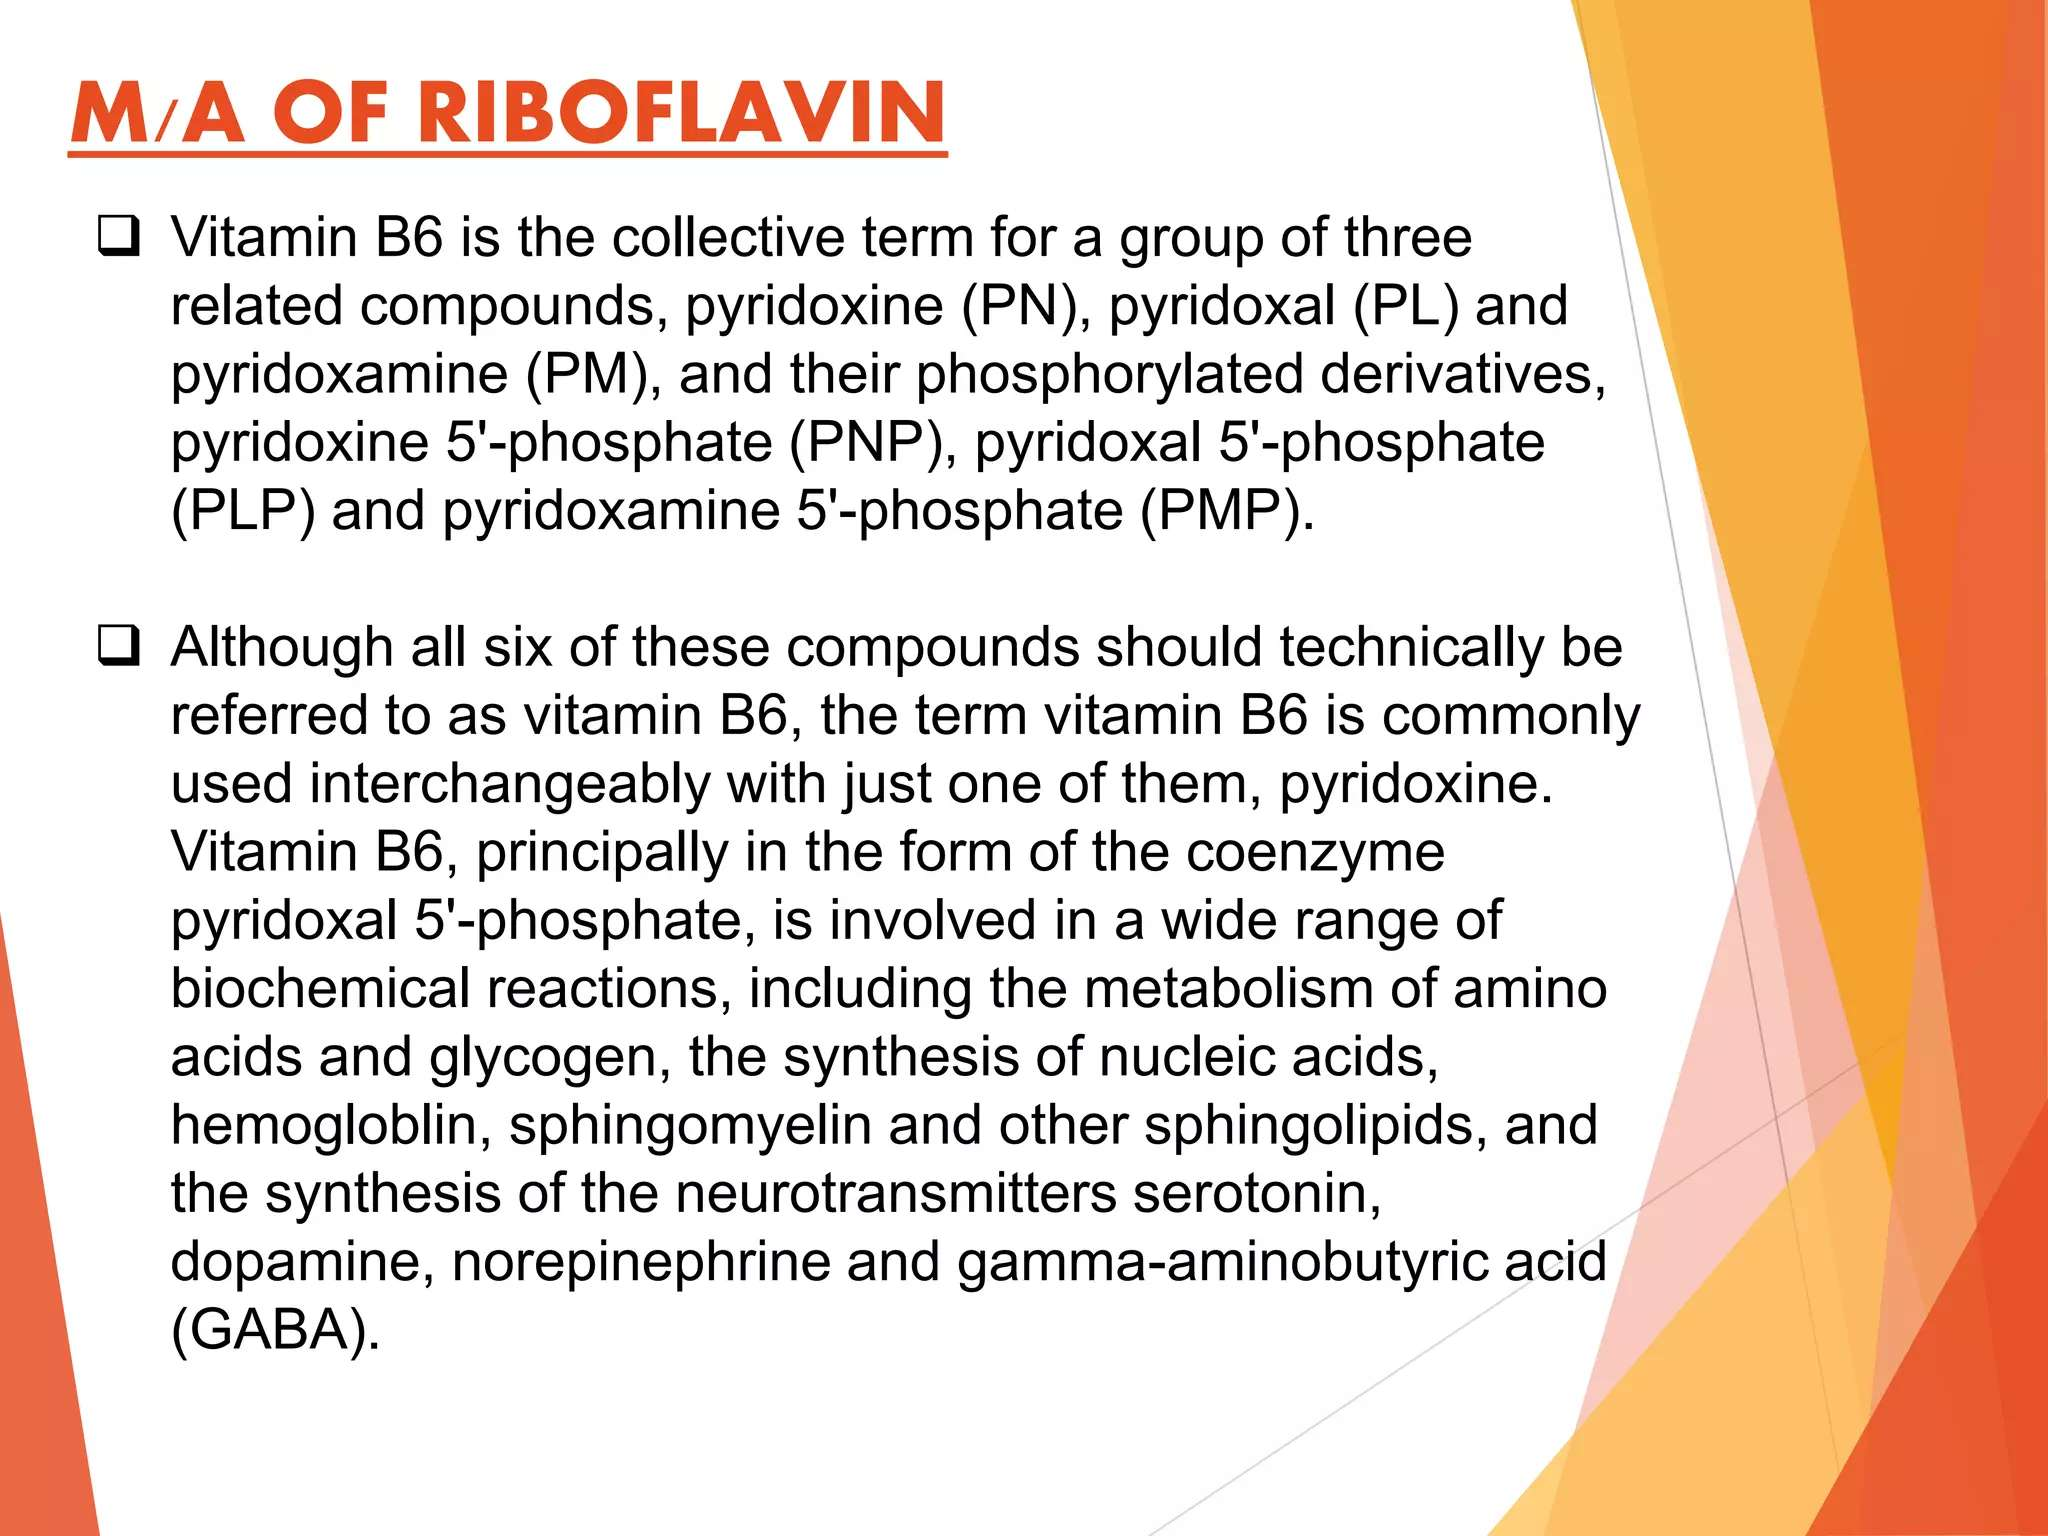 M/A OF RIBOFLAVIN
Vitamin B6 is the collective term for a group of three
related compounds, pyridoxine (PN), pyridoxal (PL) and
pyridoxamine (PM), and their phosphorylated derivatives,
pyridoxine 5'-phosphate (PNP), pyridoxal 5'-phosphate
(PLP) and pyridoxamine 5'-phosphate (PMP).
Although all six of these compounds should technically be
referred to as vitamin B6, the term vitamin B6 is commonly
used interchangeably with just one of them, pyridoxine.
Vitamin B6, principally in the form of the coenzyme
pyridoxal 5'-phosphate, is involved in a wide range of
biochemical reactions, including the metabolism of amino
acids and glycogen, the synthesis of nucleic acids,
hemogloblin, sphingomyelin and other sphingolipids, and
the synthesis of the neurotransmitters serotonin,
dopamine, norepinephrine and gamma-aminobutyric acid
(GABA).